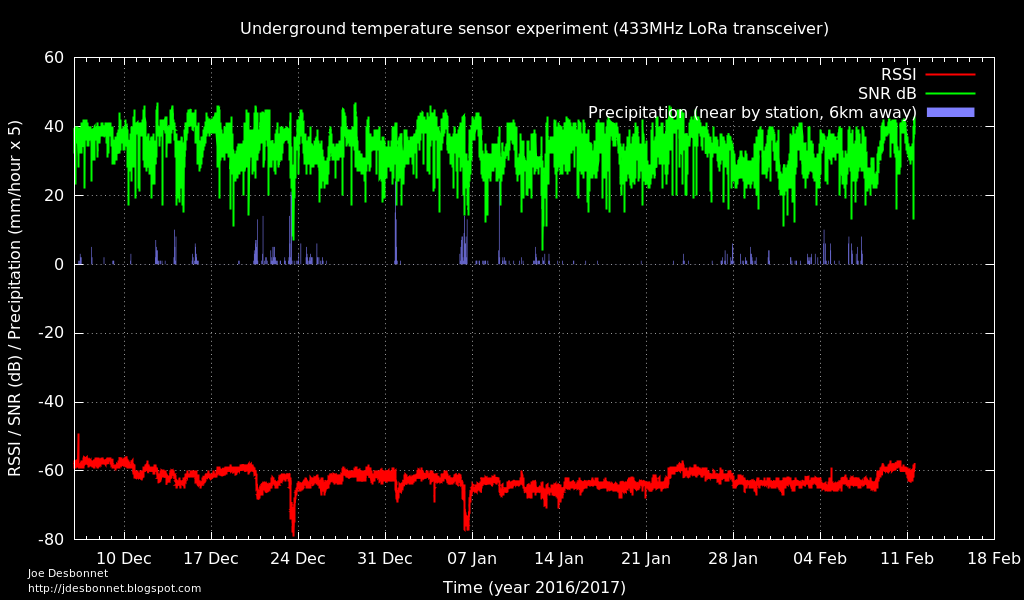 Underground temperature sensor experiment (433MHz LoRa transceiver)
RSSI
SNR dB
Precipitation (near by station, 6km away)
RSSI / SNR (dB) / Precipitation (mm/hour x 5)
60
40
20
0
-20
-40
-60
-80
10 Dec 17 Dec 24 Dec 31 Dec 07 Jan 14 Jan 21 Jan 28 Jan 04 Feb 11 Feb 18 Feb
Time (year 2016/2017)
Joe Desbonnet
http://jdesbonnet.blogspot.com